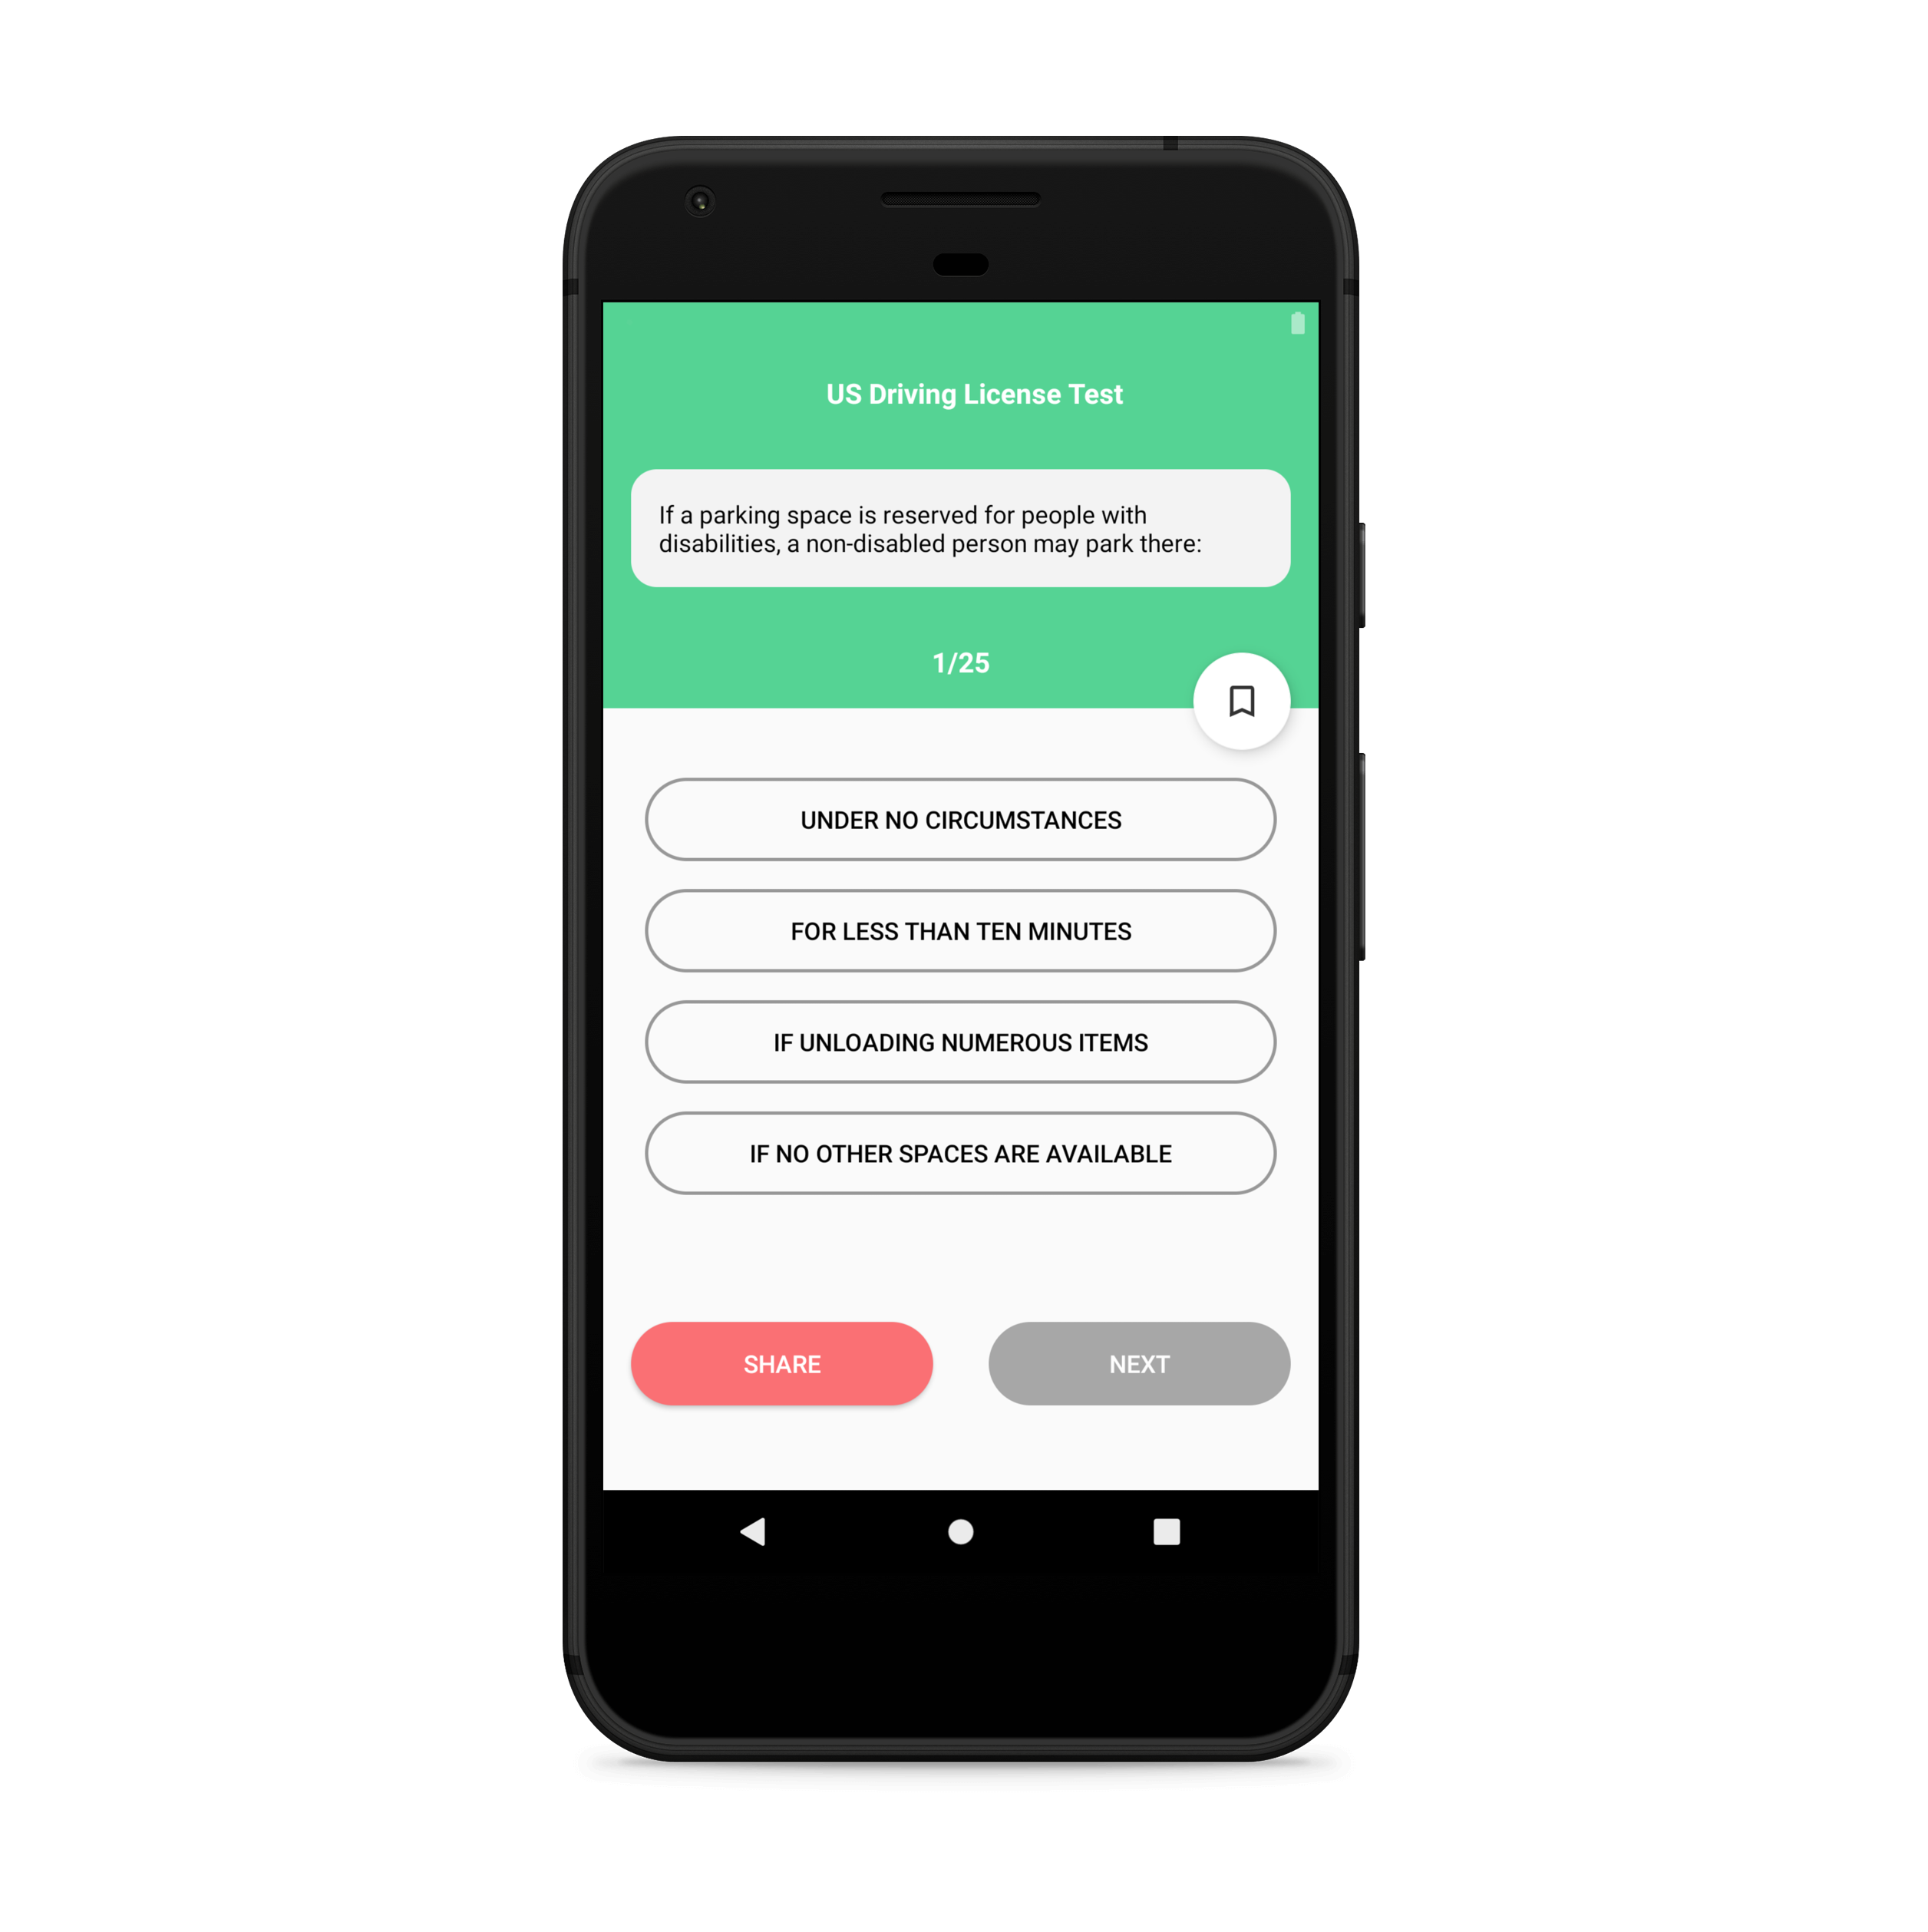 US Driving License Test
If a parking space is reserved for people with
disabilities, a non-disabled person may park there:
1/25
UNDER NO CIRCUMSTANCES
FOR LESS THAN TEN MINUTES
IF UNLOADING NUMEROUS ITEMS
IF NO OTHER SPACES ARE AVAILABLE
SHARE
NEXT